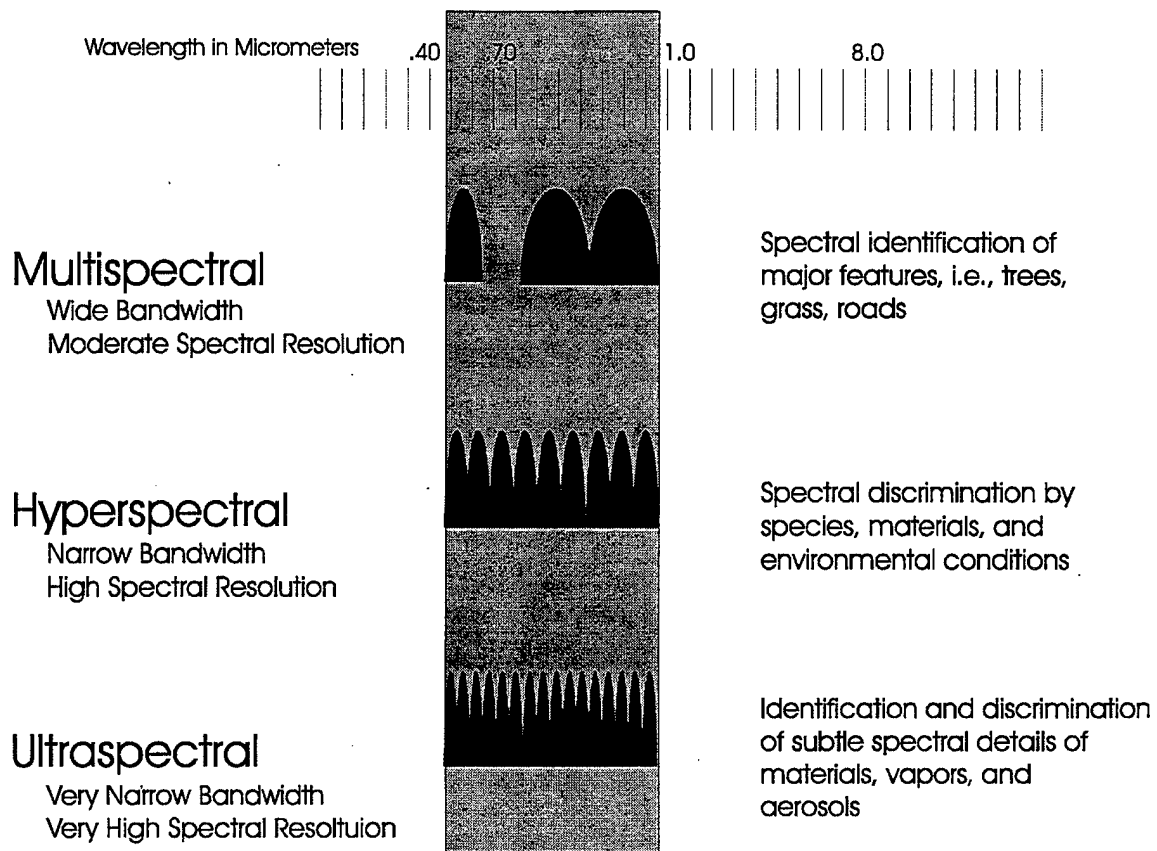 Wavelength in Micrometers .40 .70 1.0 8.0
Multispectral
Wide Bandwidth
Moderate Spectral Resolution
Spectral identification of
major features, i.e., trees,
grass, roads
Hyperspectral
Narrow Bandwidth
High Spectral Resolution
Spectral discrimination by
species, materials, and
environmental conditions
Ultraspectral
Very Narrow Bandwidth
Very High Spectral Resoltuion
Identification and discrimination
of subtle spectral details of
materials, vapors, and
aerosols